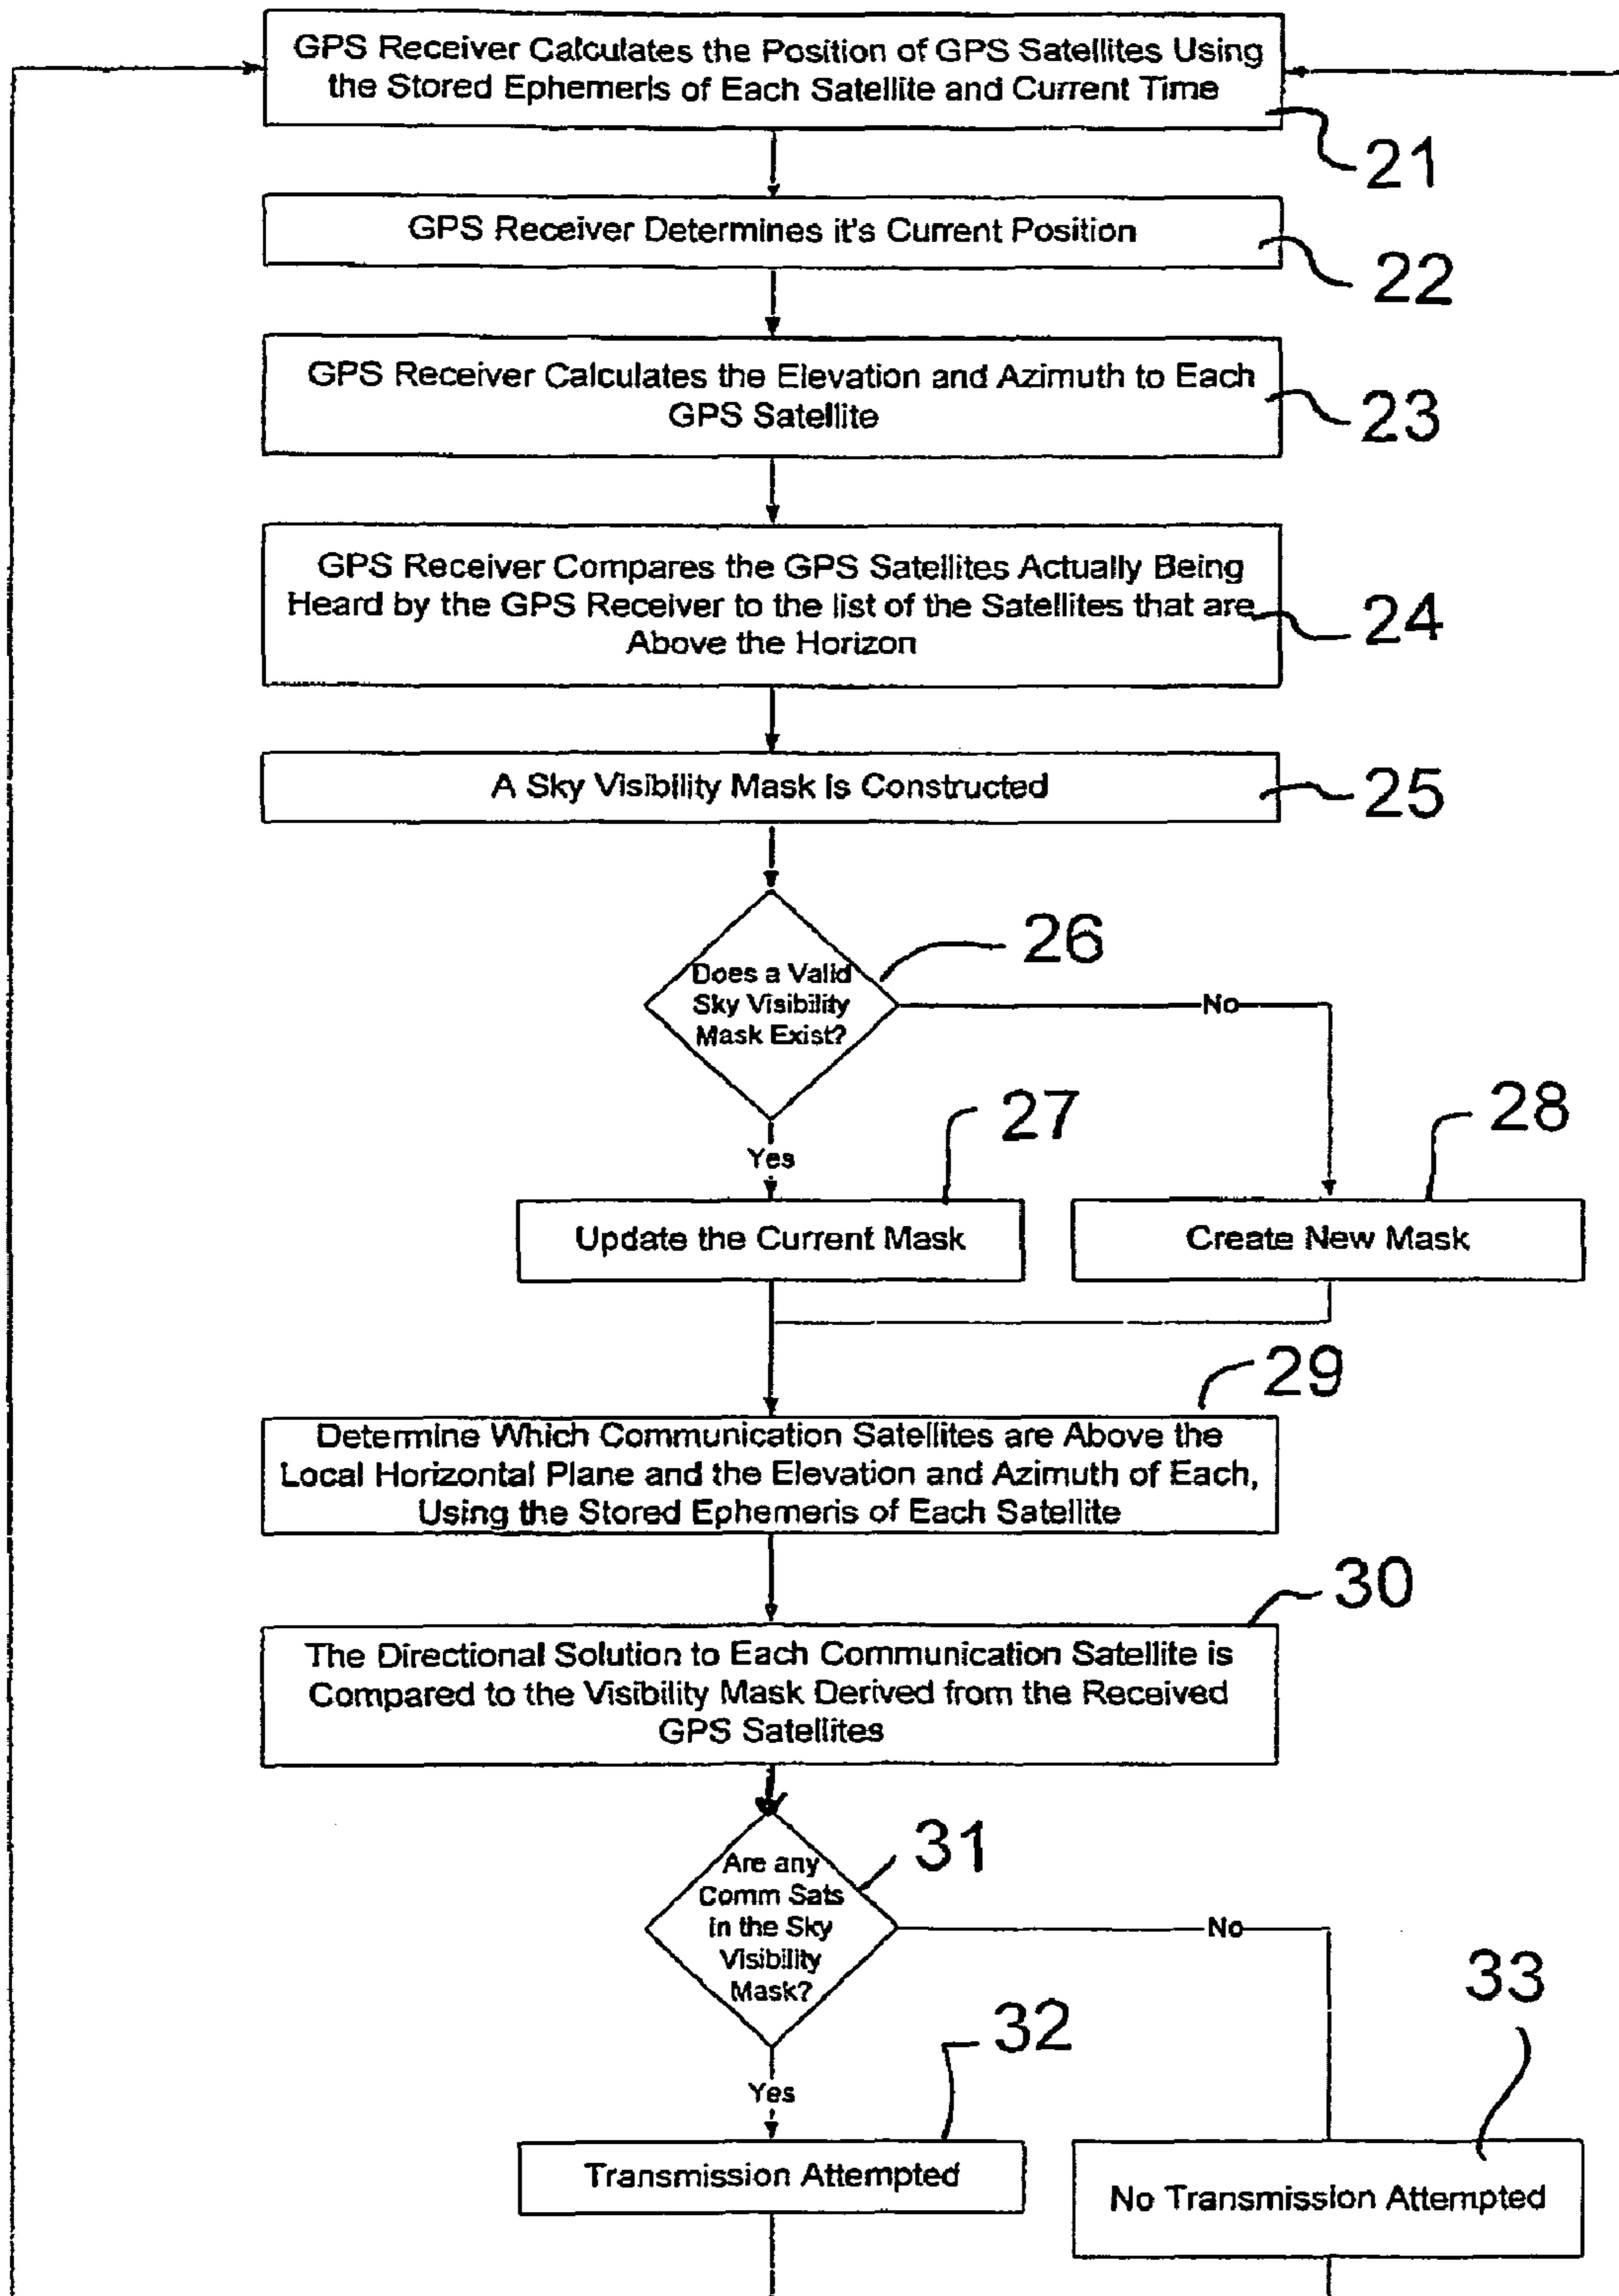 GPS Receiver Calculates the Position of GPS Satellites Using
the Stored Ephemeris of Each Satellite and Current Time
21
GPS Receiver Determines it's Current Position
22
GPS Receiver Calculates the Elevation and Azimuth to Each
GPS Satellite
23
GPS Receiver Compares the GPS Satellites Actually Being
Heard by the GPS Receiver to the list of the Satellites that are
Above the Horizon
24
A Sky Visibility Mask is Constructed
25
26
Does a Valid
Sky Visibility
Mask Exist?
No
Yes
27
28
Update the Current Mask
Create New Mask
29
Determine Which Communication Satellites are Above the
Local Horizontal Plane and the Elevation and Azimuth of Each,
Using the Stored Ephemeris of Each Satellite
30
The Directional Solution to Each Communication Satellite is
Compared to the Visibility Mask Derived from the Received
GPS Satellites
31
Are any
Comm Sats
in the Sky
Visibility
Mask?
No
Yes
32
33
Transmission Attempted
No Transmission Attempted